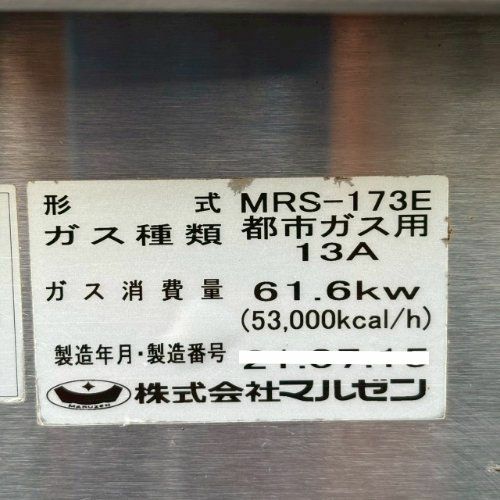 形　式 MRS-173E
ガス種類 都市ガス用
13A
ガス消費量 61.6kw
(53,000kcal/h)
製造年月・製造番号
MARUZEN 株式会社マルゼン